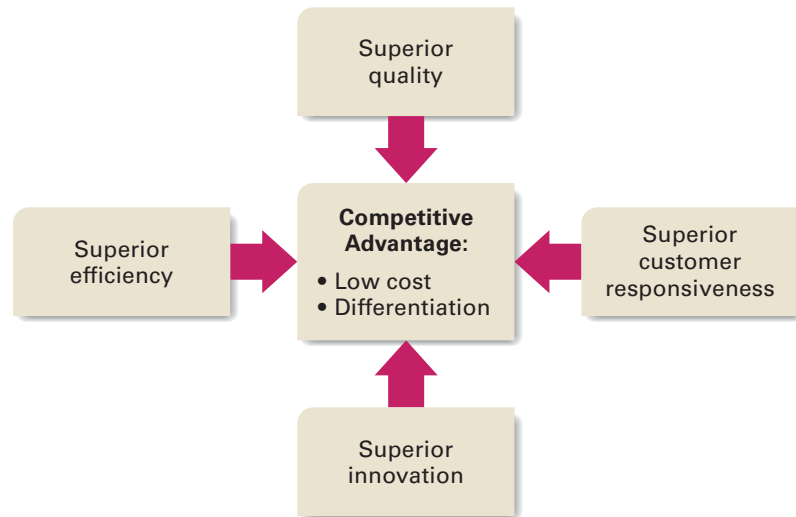 Superior
quality
Superior
efficiency
Competitive
Advantage:
• Low cost
• Differentiation
Superior
customer
responsiveness
Superior
innovation